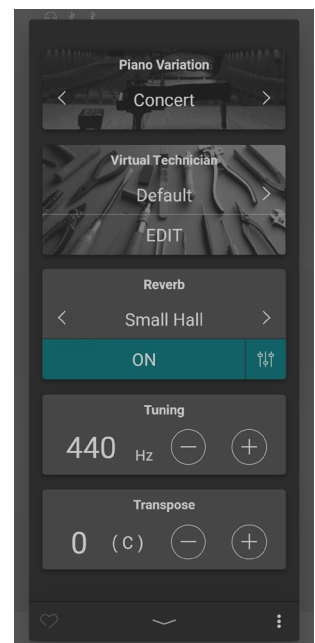 Piano Variation
Concert
Virtual Technician
Default
EDIT
Reverb
Small Hall
ON
Tuning
440 Hz
Transpose
0 (C)